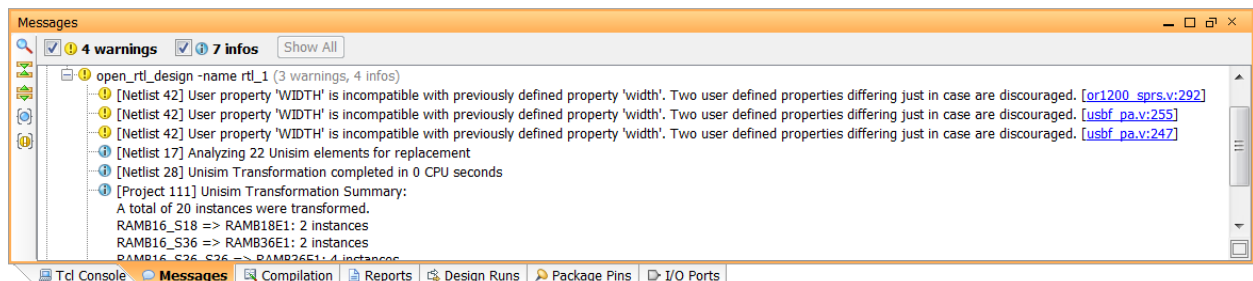 Messages
4 warnings 7 infos Show All
open_rtl_design -name rtl_1 (3 warnings, 4 infos)
[Netlist 42] User property 'WIDTH' is incompatible with previously defined property 'width'. Two user defined properties differing just in case are discouraged. [or1200_sprs.v:292]
[Netlist 42] User property 'WIDTH' is incompatible with previously defined property 'width'. Two user defined properties differing just in case are discouraged. [usbf_pa.v:255]
[Netlist 42] User property 'WIDTH' is incompatible with previously defined property 'width'. Two user defined properties differing just in case are discouraged. [usbf_pa.v:247]
[Netlist 17] Analyzing 22 Unisim elements for replacement
[Netlist 28] Unisim Transformation completed in 0 CPU seconds
[Project 111] Unisim Transformation Summary:
A total of 20 instances were transformed.
RAMB16_S18 => RAMB18E1: 2 instances
RAMB16_S36 => RAMB36E1: 2 instances
RAMB16_S36_S36 => RAMB36E1: 4 instances
Tcl Console Messages Compilation Reports Design Runs Package Pins I/O Ports